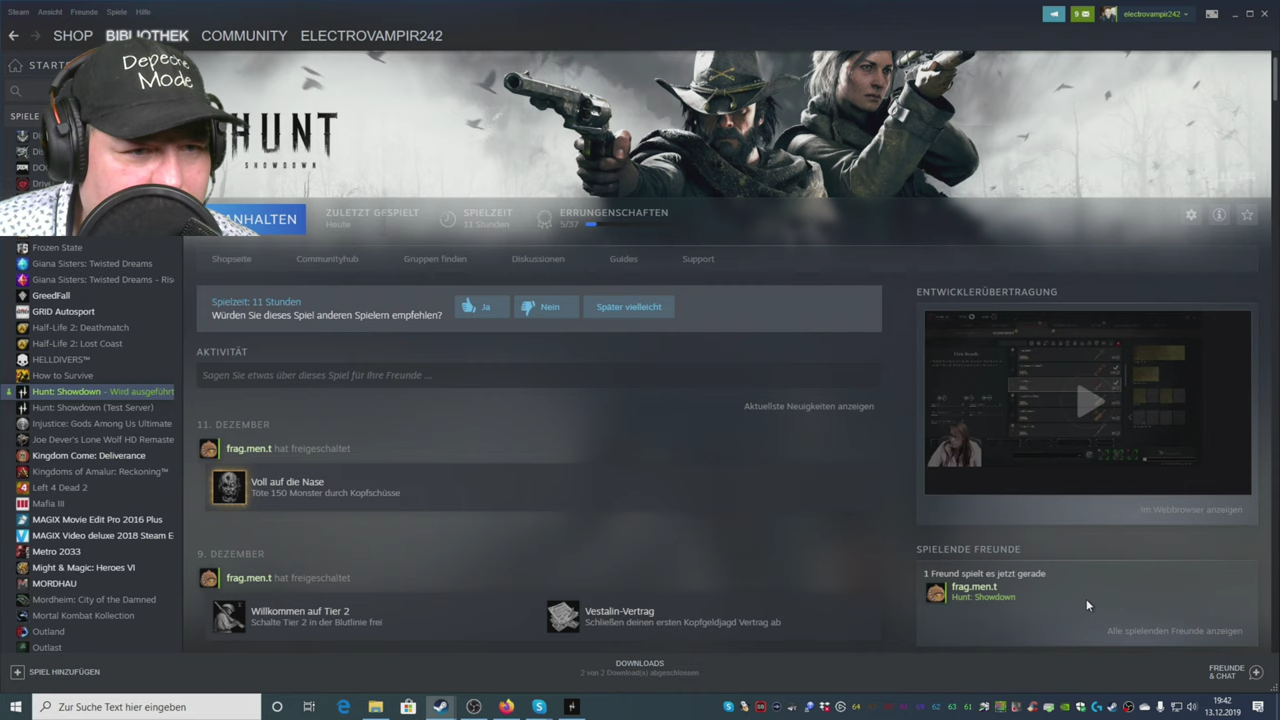 Steam Ansicht Freunde Spiele Hilfe
9 electrovampir242
SHOP BIBLIOTHEK COMMUNITY ELECTROVAMPIR242
Depeche
Mode
HUNT
SHOWDOWN
SPIELE
ANHALTEN
ZULETZT GESPIELT
Heute
SPIELZEIT
11 Stunden
ERRUNGENSCHAFTEN
5/37
Shopseite Communityhub Gruppen finden Diskussionen Guides Support
Frozen State
Giana Sisters: Twisted Dreams
Giana Sisters: Twisted Dreams - Ris
GreedFall
GRID Autosport
Half-Life 2: Deathmatch
Half-Life 2: Lost Coast
HELLDIVERS™
How to Survive
Hunt: Showdown - Wird ausgeführt
Hunt: Showdown (Test Server)
Injustice: Gods Among Us Ultimate
Joe Dever's Lone Wolf HD Remaste
Kingdom Come: Deliverance
Kingdoms of Amalur: Reckoning™
Left 4 Dead 2
Mafia III
MAGIX Movie Edit Pro 2016 Plus
MAGIX Video deluxe 2018 Steam E
Metro 2033
Might & Magic: Heroes VI
MORDHAU
Mordheim: City of the Damned
Mortal Kombat Kollection
Outland
Outlast
Spielzeit: 11 Stunden
Würden Sie dieses Spiel anderen Spielern empfehlen?
Ja Nein Später vielleicht
AKTIVITÄT
Sagen Sie etwas über dieses Spiel für Ihre Freunde ...
Aktuellste Neuigkeiten anzeigen
11. DEZEMBER
frag.men.t hat freigeschaltet
Voll auf die Nase
Töte 150 Monster durch Kopfschüsse
9. DEZEMBER
frag.men.t hat freigeschaltet
Willkommen auf Tier 2
Schalte Tier 2 in der Blutlinie frei
Vestalin-Vertrag
Schließen deinen ersten Kopfgeldjagd Vertrag ab
ENTWICKLERÜBERTRAGUNG
Im Webbrowser anzeigen
SPIELENDE FREUNDE
1 Freund spielt es jetzt gerade
frag.men.t
Hunt: Showdown
Alle spielenden Freunde anzeigen
SPIEL HINZUFÜGEN
DOWNLOADS
2 von 2 Download(s) abgeschlossen
FREUNDE
& CHAT
Zur Suche Text hier eingeben
19:42
13.12.2019